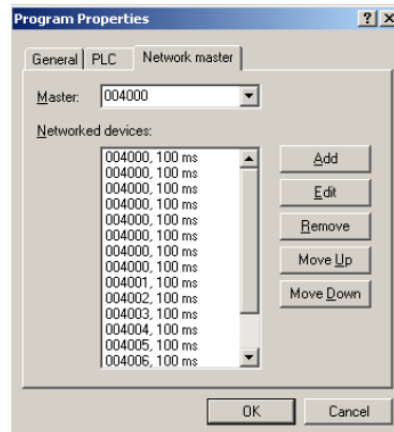 Program Properties
General PLC Network master
Master: 004000
Networked devices:
004000, 100 ms
004000, 100 ms
004000, 100 ms
004000, 100 ms
004000, 100 ms
004000, 100 ms
004000, 100 ms
004000, 100 ms
004001, 100 ms
004002, 100 ms
004003, 100 ms
004004, 100 ms
004005, 100 ms
004006, 100 ms
Add
Edit
Remove
Move Up
Move Down
OK Cancel